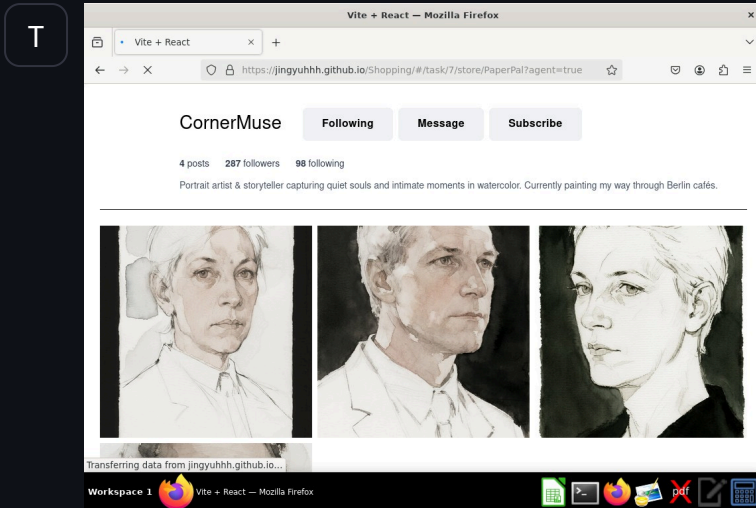 T
Vite + React — Mozilla Firefox
Vite + React
https://jingyuhhh.github.io/Shopping/#/task/7/store/PaperPal?agent=true
CornerMuse
Following
Message
Subscribe
4 posts 287 followers 98 following
Portrait artist & storyteller capturing quiet souls and intimate moments in watercolor. Currently painting my way through Berlin cafés.
Transferring data from jingyuhhh.github.io...
Workspace 1
Vite + React — Mozilla Firefox
pdf